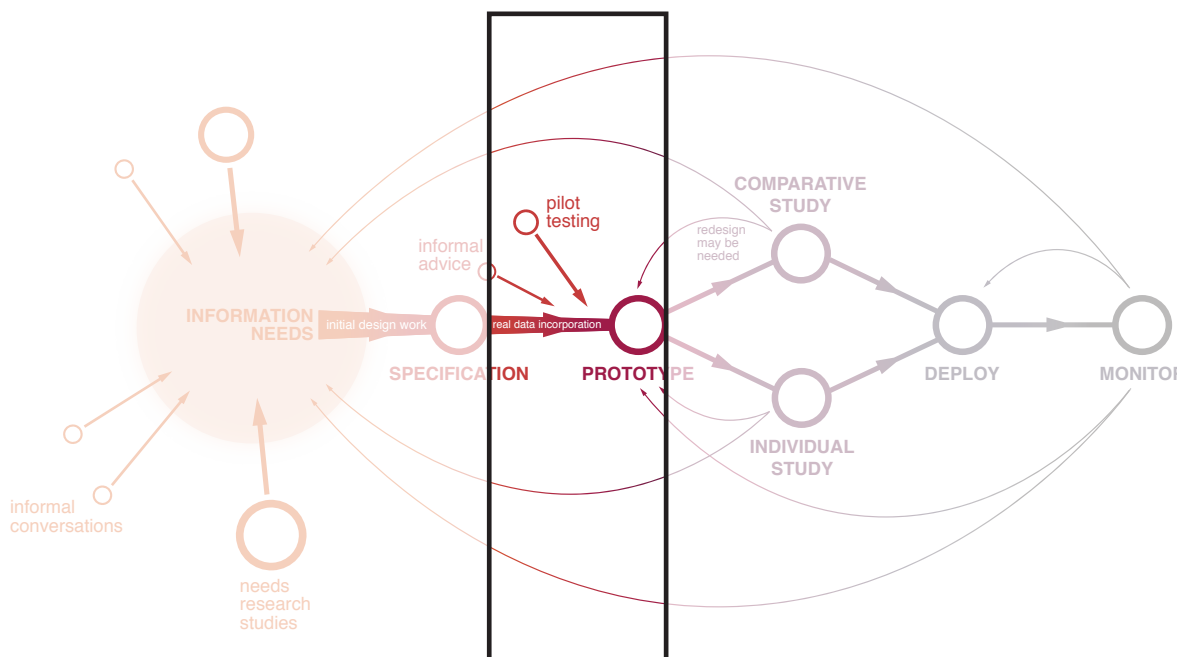 COMPARATIVE
STUDY
pilot
testing
redesign
may be
needed
informal
advice
INFORMATION
NEEDS
initial design work
real data incorporation
SPECIFICATION
PROTOTYPE
DEPLOY
MONITOR
INDIVIDUAL
STUDY
informal
conversations
needs
research
studies